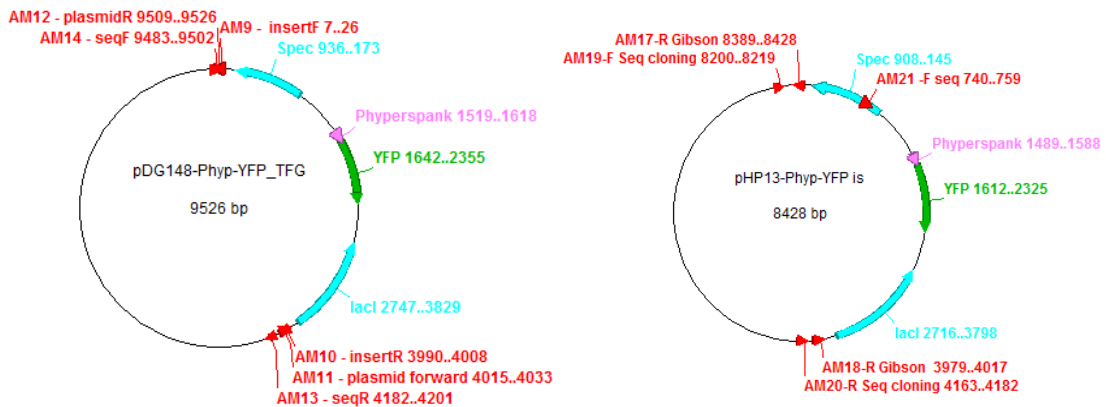 AM12 - plasmidR 9509..9526
AM9 - insertF 7..26
AM14 - seqF 9483..9502
Spec 936..173
Phyperspank 1519..1618
YFP 1642..2355
pDG148-Phyp-YFP_TFG
9526 bp
lacI 2747..3829
AM10 - insertR 3990..4008
AM11 - plasmid forward 4015..4033
AM13 - seqR 4182..4201
AM17-R Gibson 8389..8428
AM19-F Seq cloning 8200..8219
Spec 908..145
AM21 -F seq 740..759
Phyperspank 1489..1588
pHP13-Phyp-YFP is
YFP 1612..2325
8428 bp
lacI 2716..3798
AM18-R Gibson 3979..4017
AM20-R Seq cloning 4163..4182